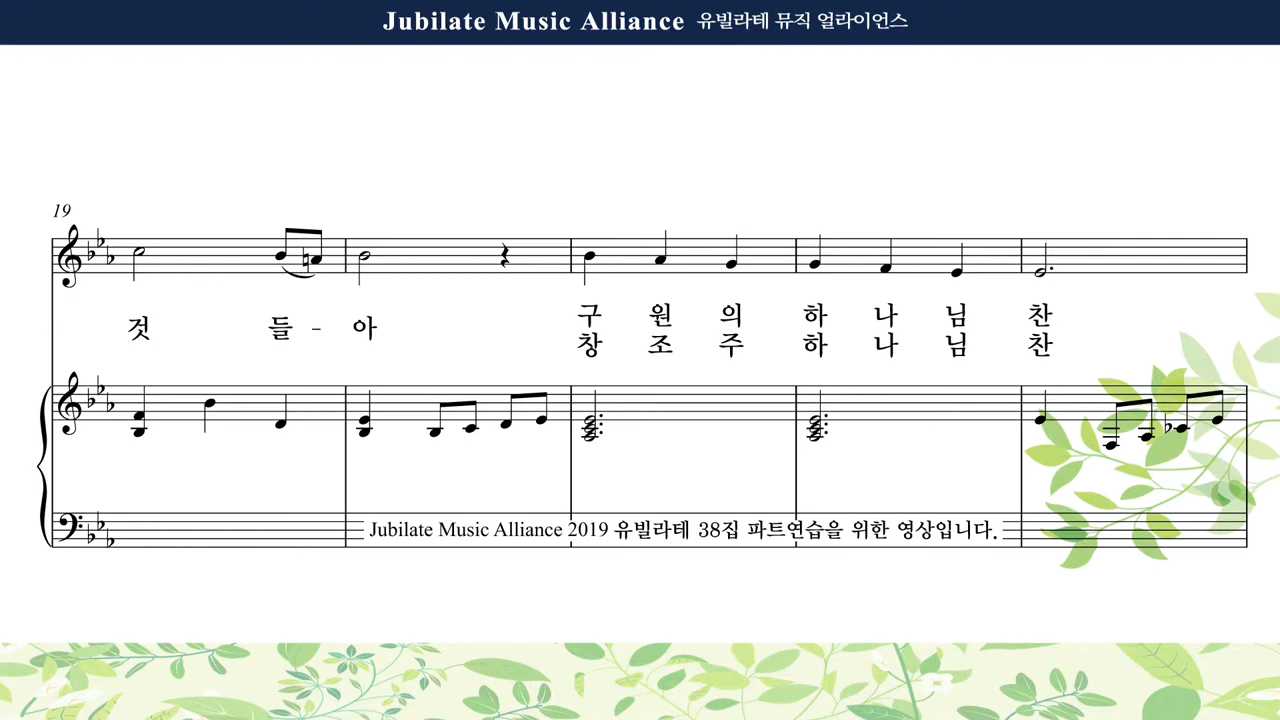 Jubilate Music Alliance 유빌라테 뮤직 얼라이언스
19
것 들 - 아 구 원 의 하 나 님 찬
창 조 주 하 나 님 찬
Jubilate Music Alliance 2019 유빌라테 38집 파트연습을 위한 영상입니다.